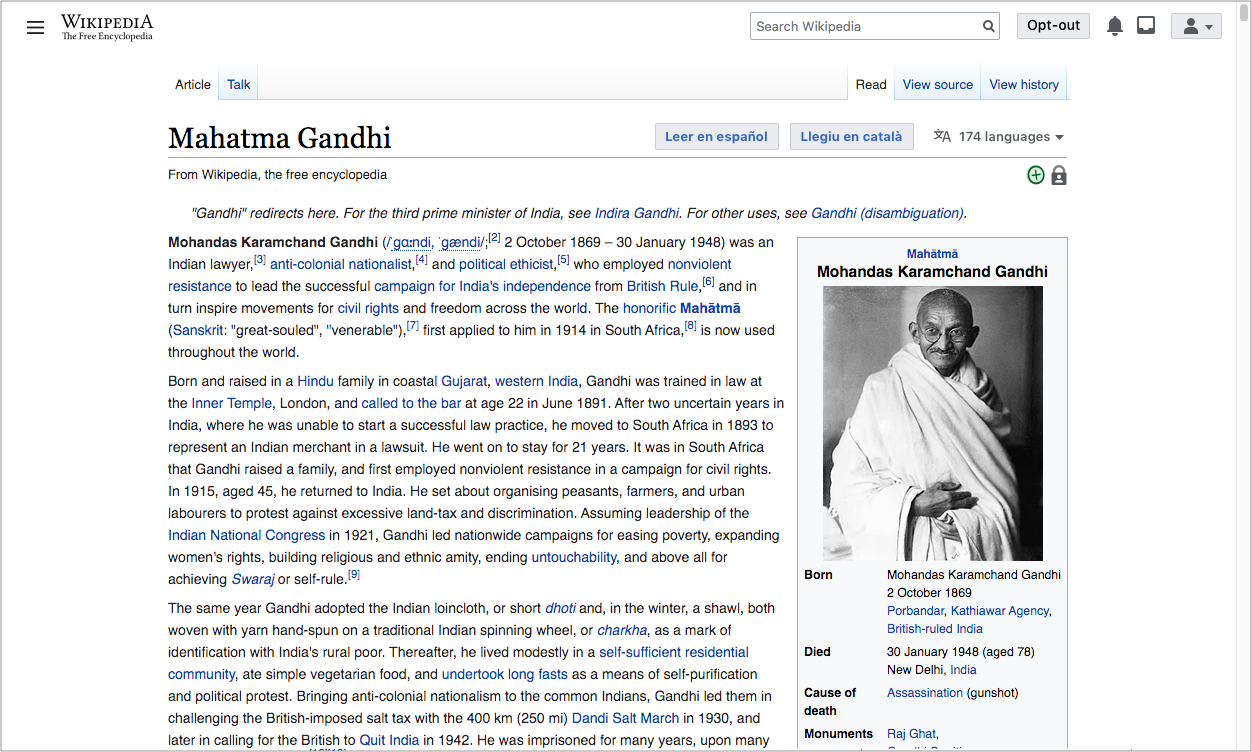 WIKIPEDIA
The Free Encyclopedia
Search Wikipedia
Opt-out
Article
Talk
Read
View source
View history
Mahatma Gandhi
Leer en español
Llegiu en català
174 languages
From Wikipedia, the free encyclopedia
"Gandhi" redirects here. For the third prime minister of India, see Indira Gandhi. For other uses, see Gandhi (disambiguation).
Mohandas Karamchand Gandhi (/ˈɡɑːndi, ˈɡændi/;[2] 2 October 1869 – 30 January 1948) was an
Indian lawyer,[3] anti-colonial nationalist,[4] and political ethicist,[5] who employed nonviolent
resistance to lead the successful campaign for India's independence from British Rule,[6] and in
turn inspire movements for civil rights and freedom across the world. The honorific Mahātmā
(Sanskrit: "great-souled", "venerable"),[7] first applied to him in 1914 in South Africa,[8] is now used
throughout the world.
Born and raised in a Hindu family in coastal Gujarat, western India, Gandhi was trained in law at
the Inner Temple, London, and called to the bar at age 22 in June 1891. After two uncertain years in
India, where he was unable to start a successful law practice, he moved to South Africa in 1893 to
represent an Indian merchant in a lawsuit. He went on to stay for 21 years. It was in South Africa
that Gandhi raised a family, and first employed nonviolent resistance in a campaign for civil rights.
In 1915, aged 45, he returned to India. He set about organising peasants, farmers, and urban
labourers to protest against excessive land-tax and discrimination. Assuming leadership of the
Indian National Congress in 1921, Gandhi led nationwide campaigns for easing poverty, expanding
women's rights, building religious and ethnic amity, ending untouchability, and above all for
achieving Swaraj or self-rule.[9]
The same year Gandhi adopted the Indian loincloth, or short dhoti and, in the winter, a shawl, both
woven with yarn hand-spun on a traditional Indian spinning wheel, or charkha, as a mark of
identification with India's rural poor. Thereafter, he lived modestly in a self-sufficient residential
community, ate simple vegetarian food, and undertook long fasts as a means of self-purification
and political protest. Bringing anti-colonial nationalism to the common Indians, Gandhi led them in
challenging the British-imposed salt tax with the 400 km (250 mi) Dandi Salt March in 1930, and
later in calling for the British to Quit India in 1942. He was imprisoned for many years, upon many
Mahātmā
Mohandas Karamchand Gandhi
Born
Mohandas Karamchand Gandhi
2 October 1869
Porbandar, Kathiawar Agency,
British-ruled India
Died
30 January 1948 (aged 78)
New Delhi, India
Cause of
death
Assassination (gunshot)
Monuments
Raj Ghat,